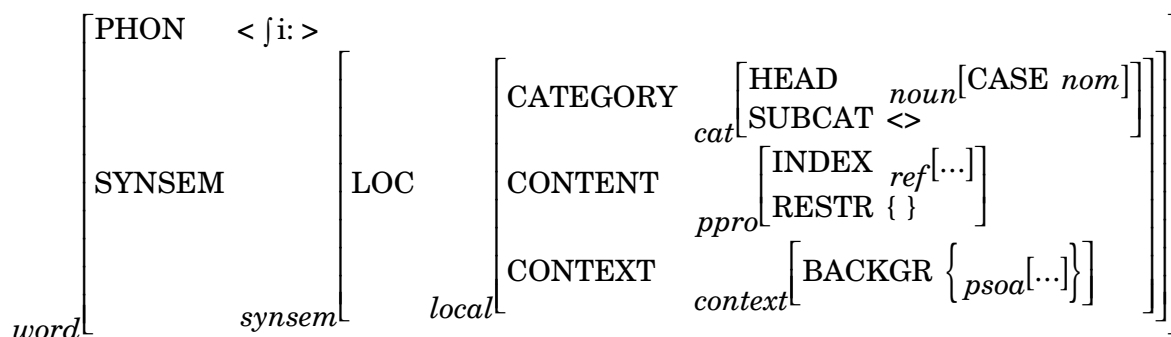 PHON < ʃi: >
HEAD noun[CASE nom]
CATEGORY cat[SUBCAT <>]
SYNSEM LOC CONTENT INDEX ref[...]
ppro[RESTR { }]
CONTEXT context[BACKGR { psoa[...]}]
word[ synsem[ local[